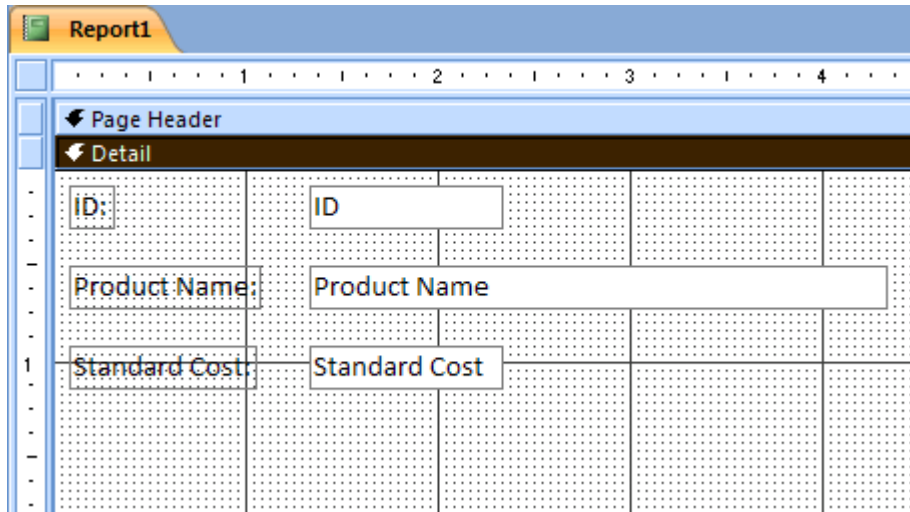 Report1
1 2 3 4
Page Header
Detail
ID: ID
Product Name: Product Name
1
Standard Cost: Standard Cost